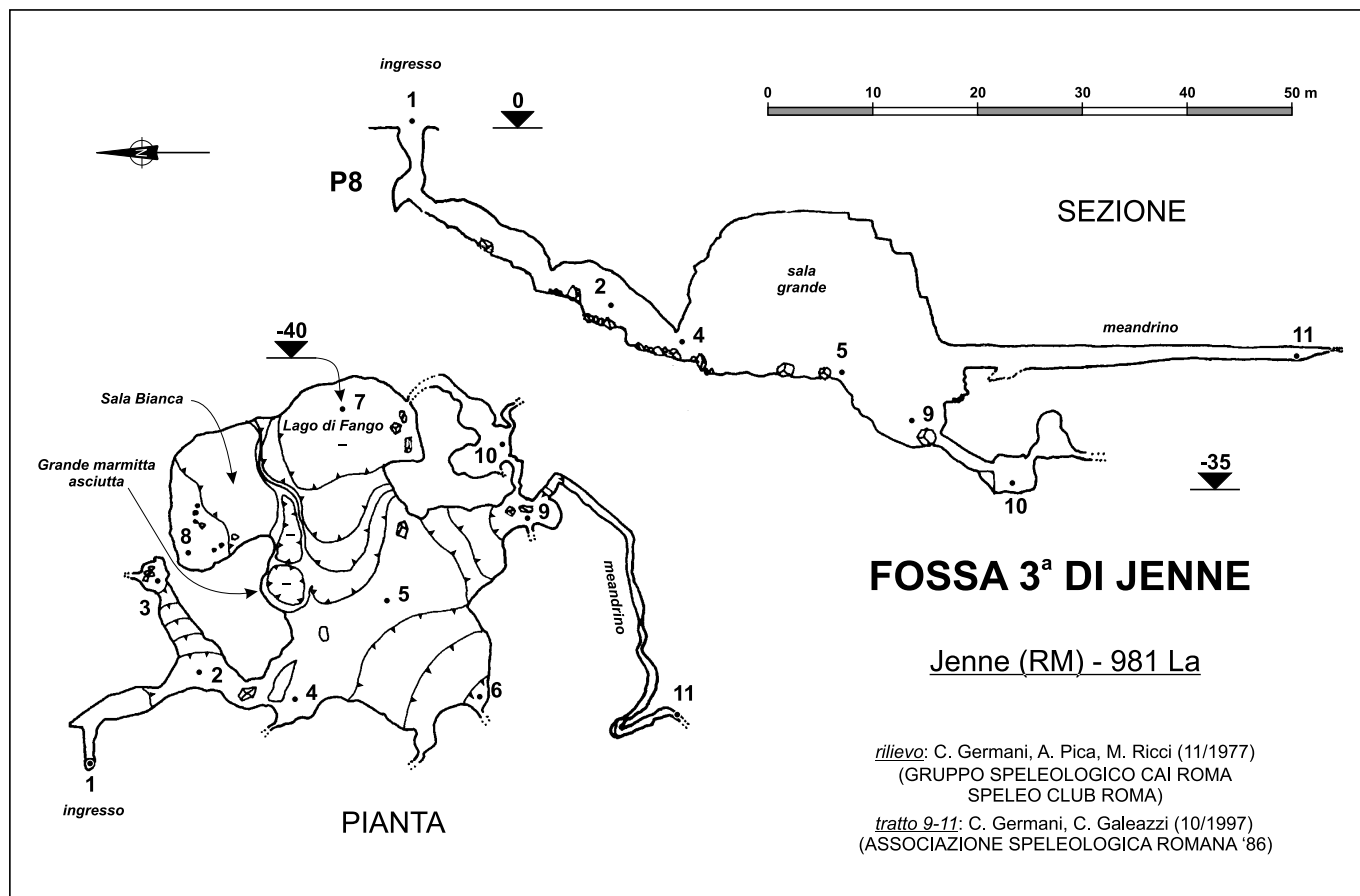 ingresso
1
0
P8
0 10 20 30 40 50 m
N
SEZIONE
sala
grande
2
4
5
meandrino
11
9
10
-35
-40
Sala Bianca
7
Lago di Fango
Grande marmitta
asciutta
10
9
8
3
5
meandrino
2
4
6
11
1
ingresso
PIANTA
FOSSA 3ª DI JENNE
Jenne (RM) - 981 La
rilievo: C. Germani, A. Pica, M. Ricci (11/1977)
(GRUPPO SPELEOLOGICO CAI ROMA
SPELEO CLUB ROMA)
tratto 9-11: C. Germani, C. Galeazzi (10/1997)
(ASSOCIAZIONE SPELEOLOGICA ROMANA ‘86)